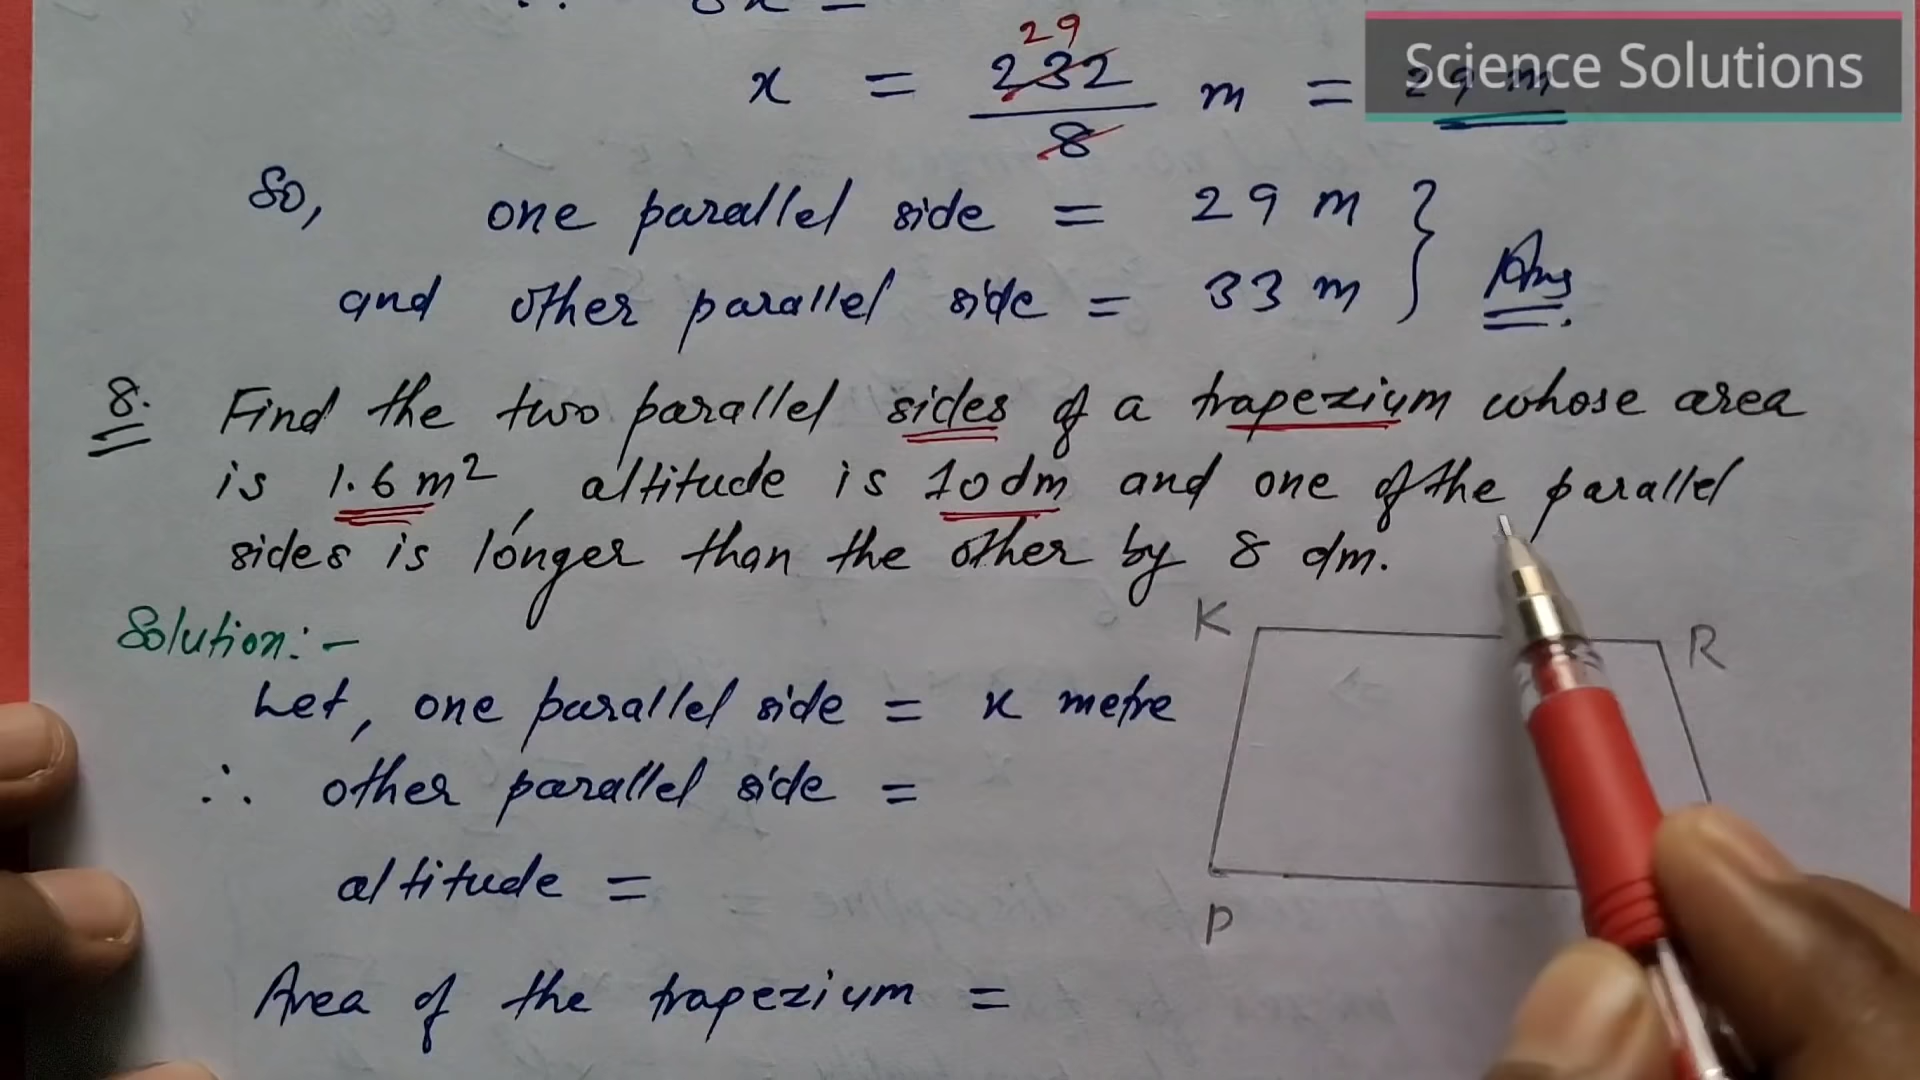 29
x = 232/8 m = 29 m
Science Solutions
So, one parallel side = 29 m
and other parallel side = 33 m } Ans.
8. Find the two parallel sides of a trapezium whose area
is 1.6 m², altitude is 10 dm and one of the parallel
sides is longer than the other by 8 dm.
Solution:-
K R
Let, one parallel side = x metre
∴ other parallel side =
altitude =
P
Area of the trapezium =